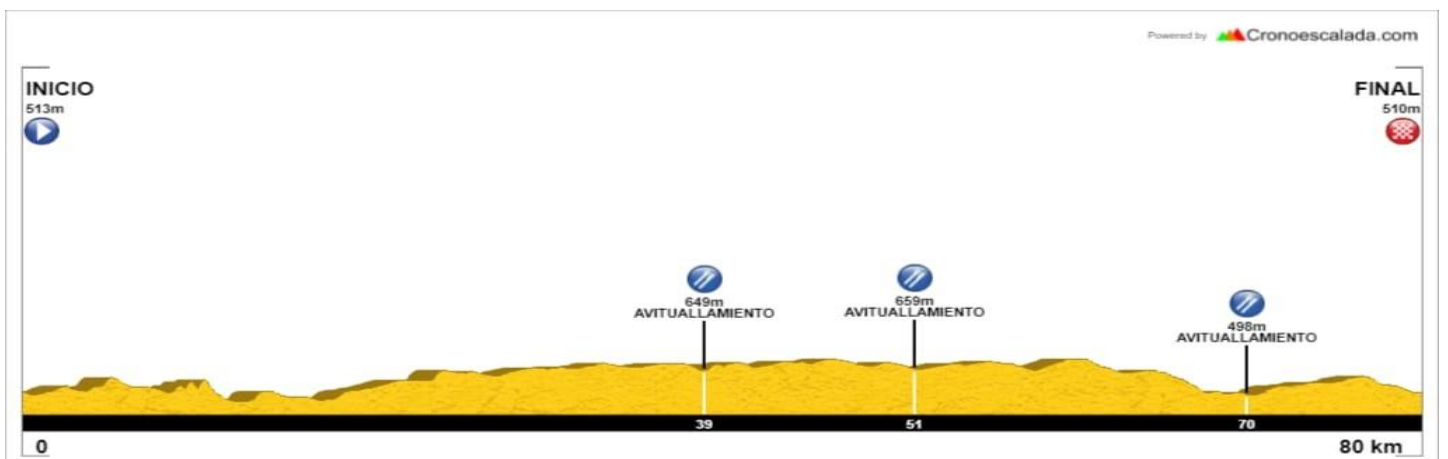 Powered by Cronoescalada.com
INICIO
513m
FINAL
510m
649m
AVITUALLAMIENTO
659m
AVITUALLAMIENTO
498m
AVITUALLAMIENTO
39
51
70
0
80 km